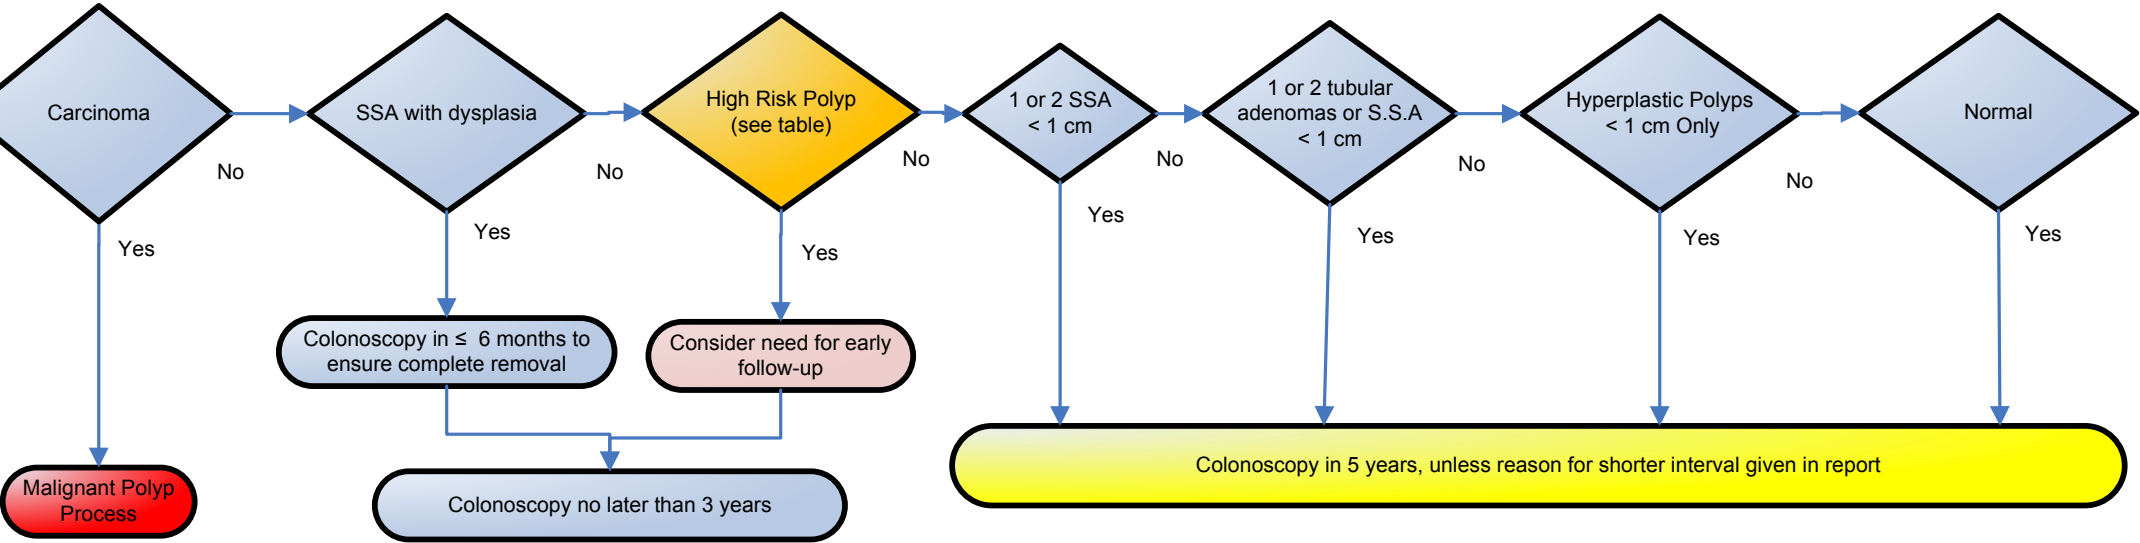 Carcinoma
SSA with dysplasia
High Risk Polyp
(see table)
1 or 2 SSA
< 1 cm
1 or 2 tubular
adenomas or S.S.A
< 1 cm
Hyperplastic Polyps
< 1 cm Only
Normal
No
No
No
No
No
No
Yes
Yes
Yes
Yes
Yes
Yes
Yes
Colonoscopy in ≤ 6 months to
ensure complete removal
Consider need for early
follow-up
Malignant Polyp
Process
Colonoscopy no later than 3 years
Colonoscopy in 5 years, unless reason for shorter interval given in report